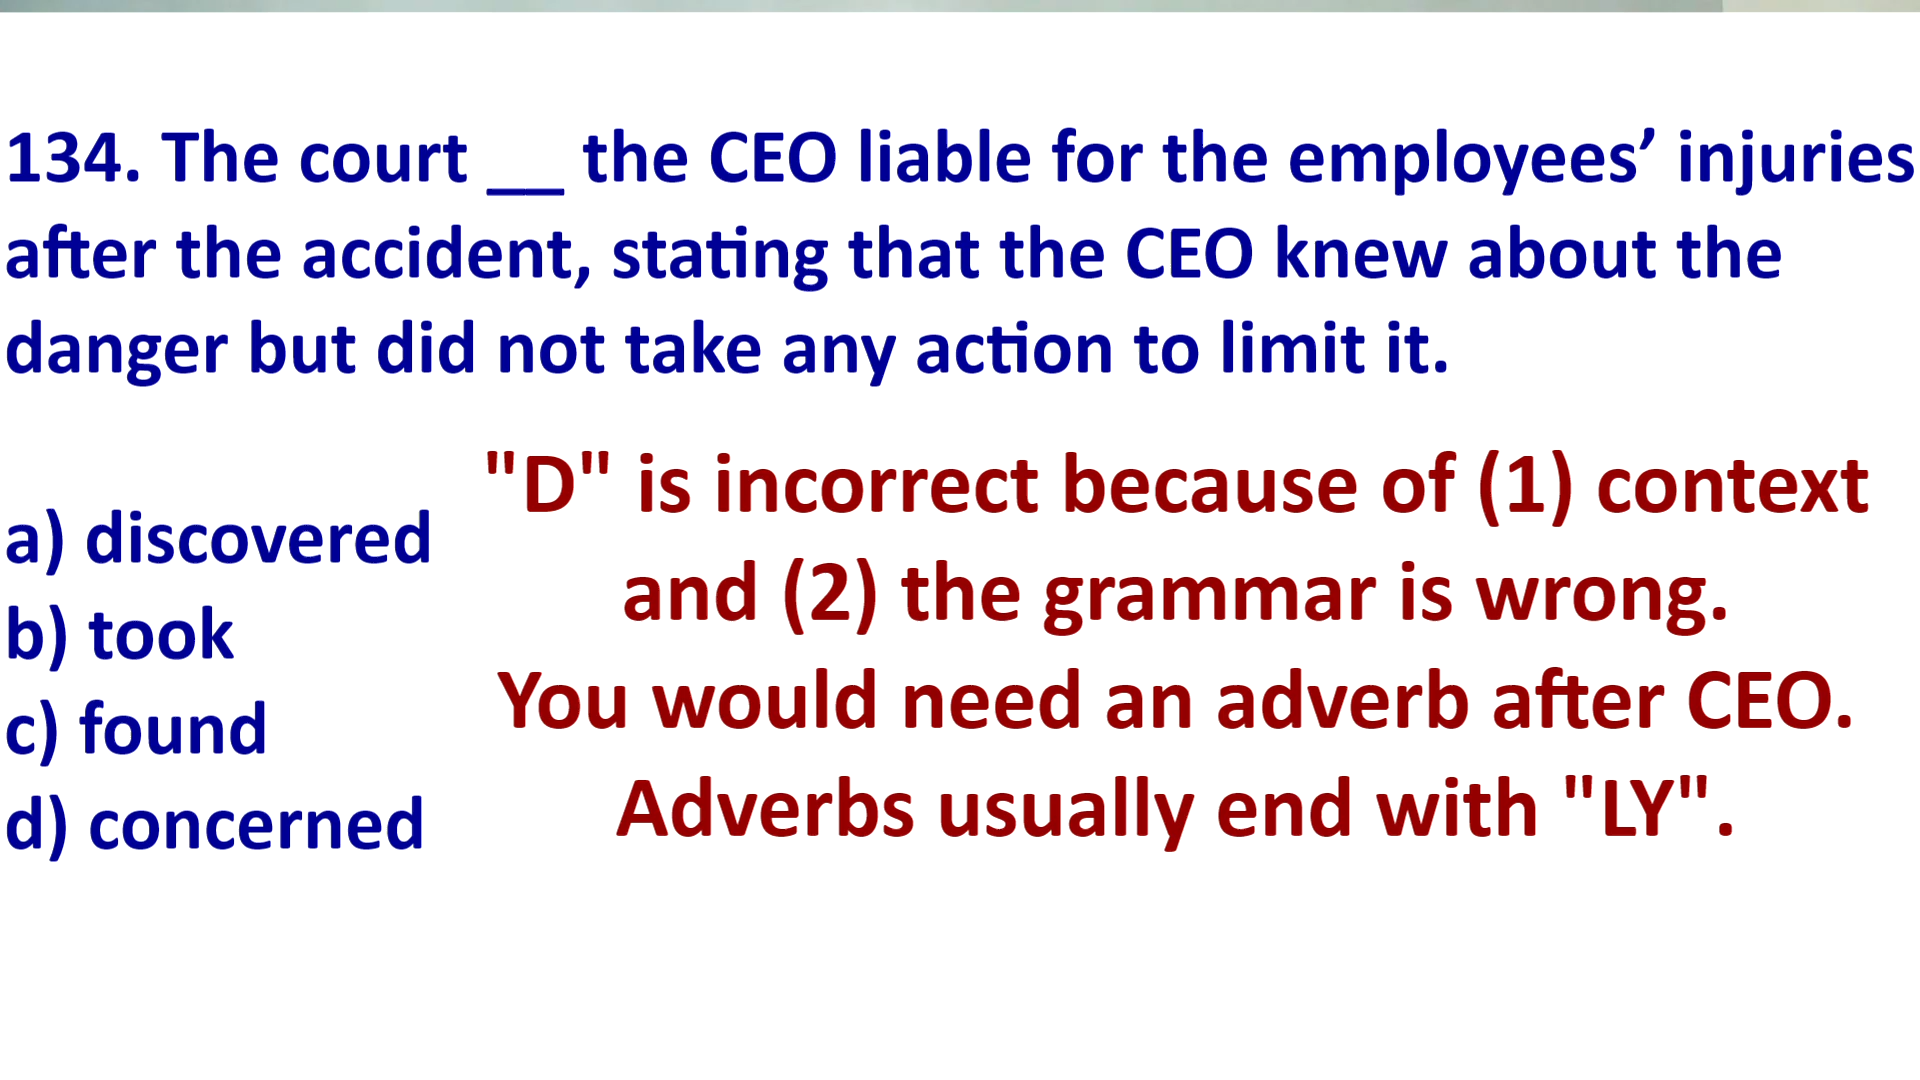 134. The court __ the CEO liable for the employees’ injuries
after the accident, stating that the CEO knew about the
danger but did not take any action to limit it.
"D" is incorrect because of (1) context
a) discovered
and (2) the grammar is wrong.
b) took
You would need an adverb after CEO.
c) found
Adverbs usually end with "LY".
d) concerned